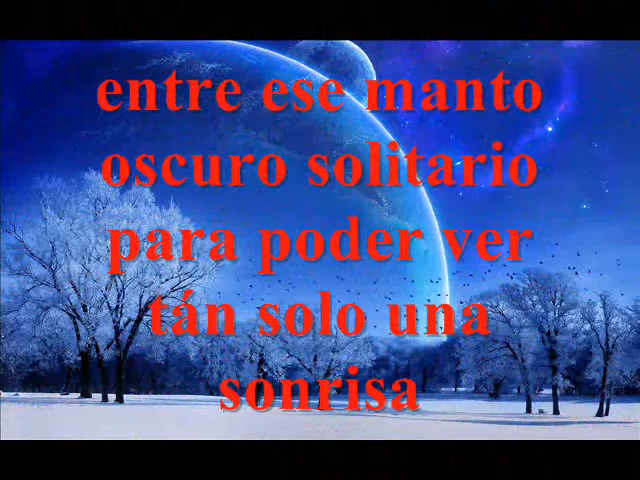 entre ese manto
oscuro solitario
para poder ver
tán solo una
sonrisa